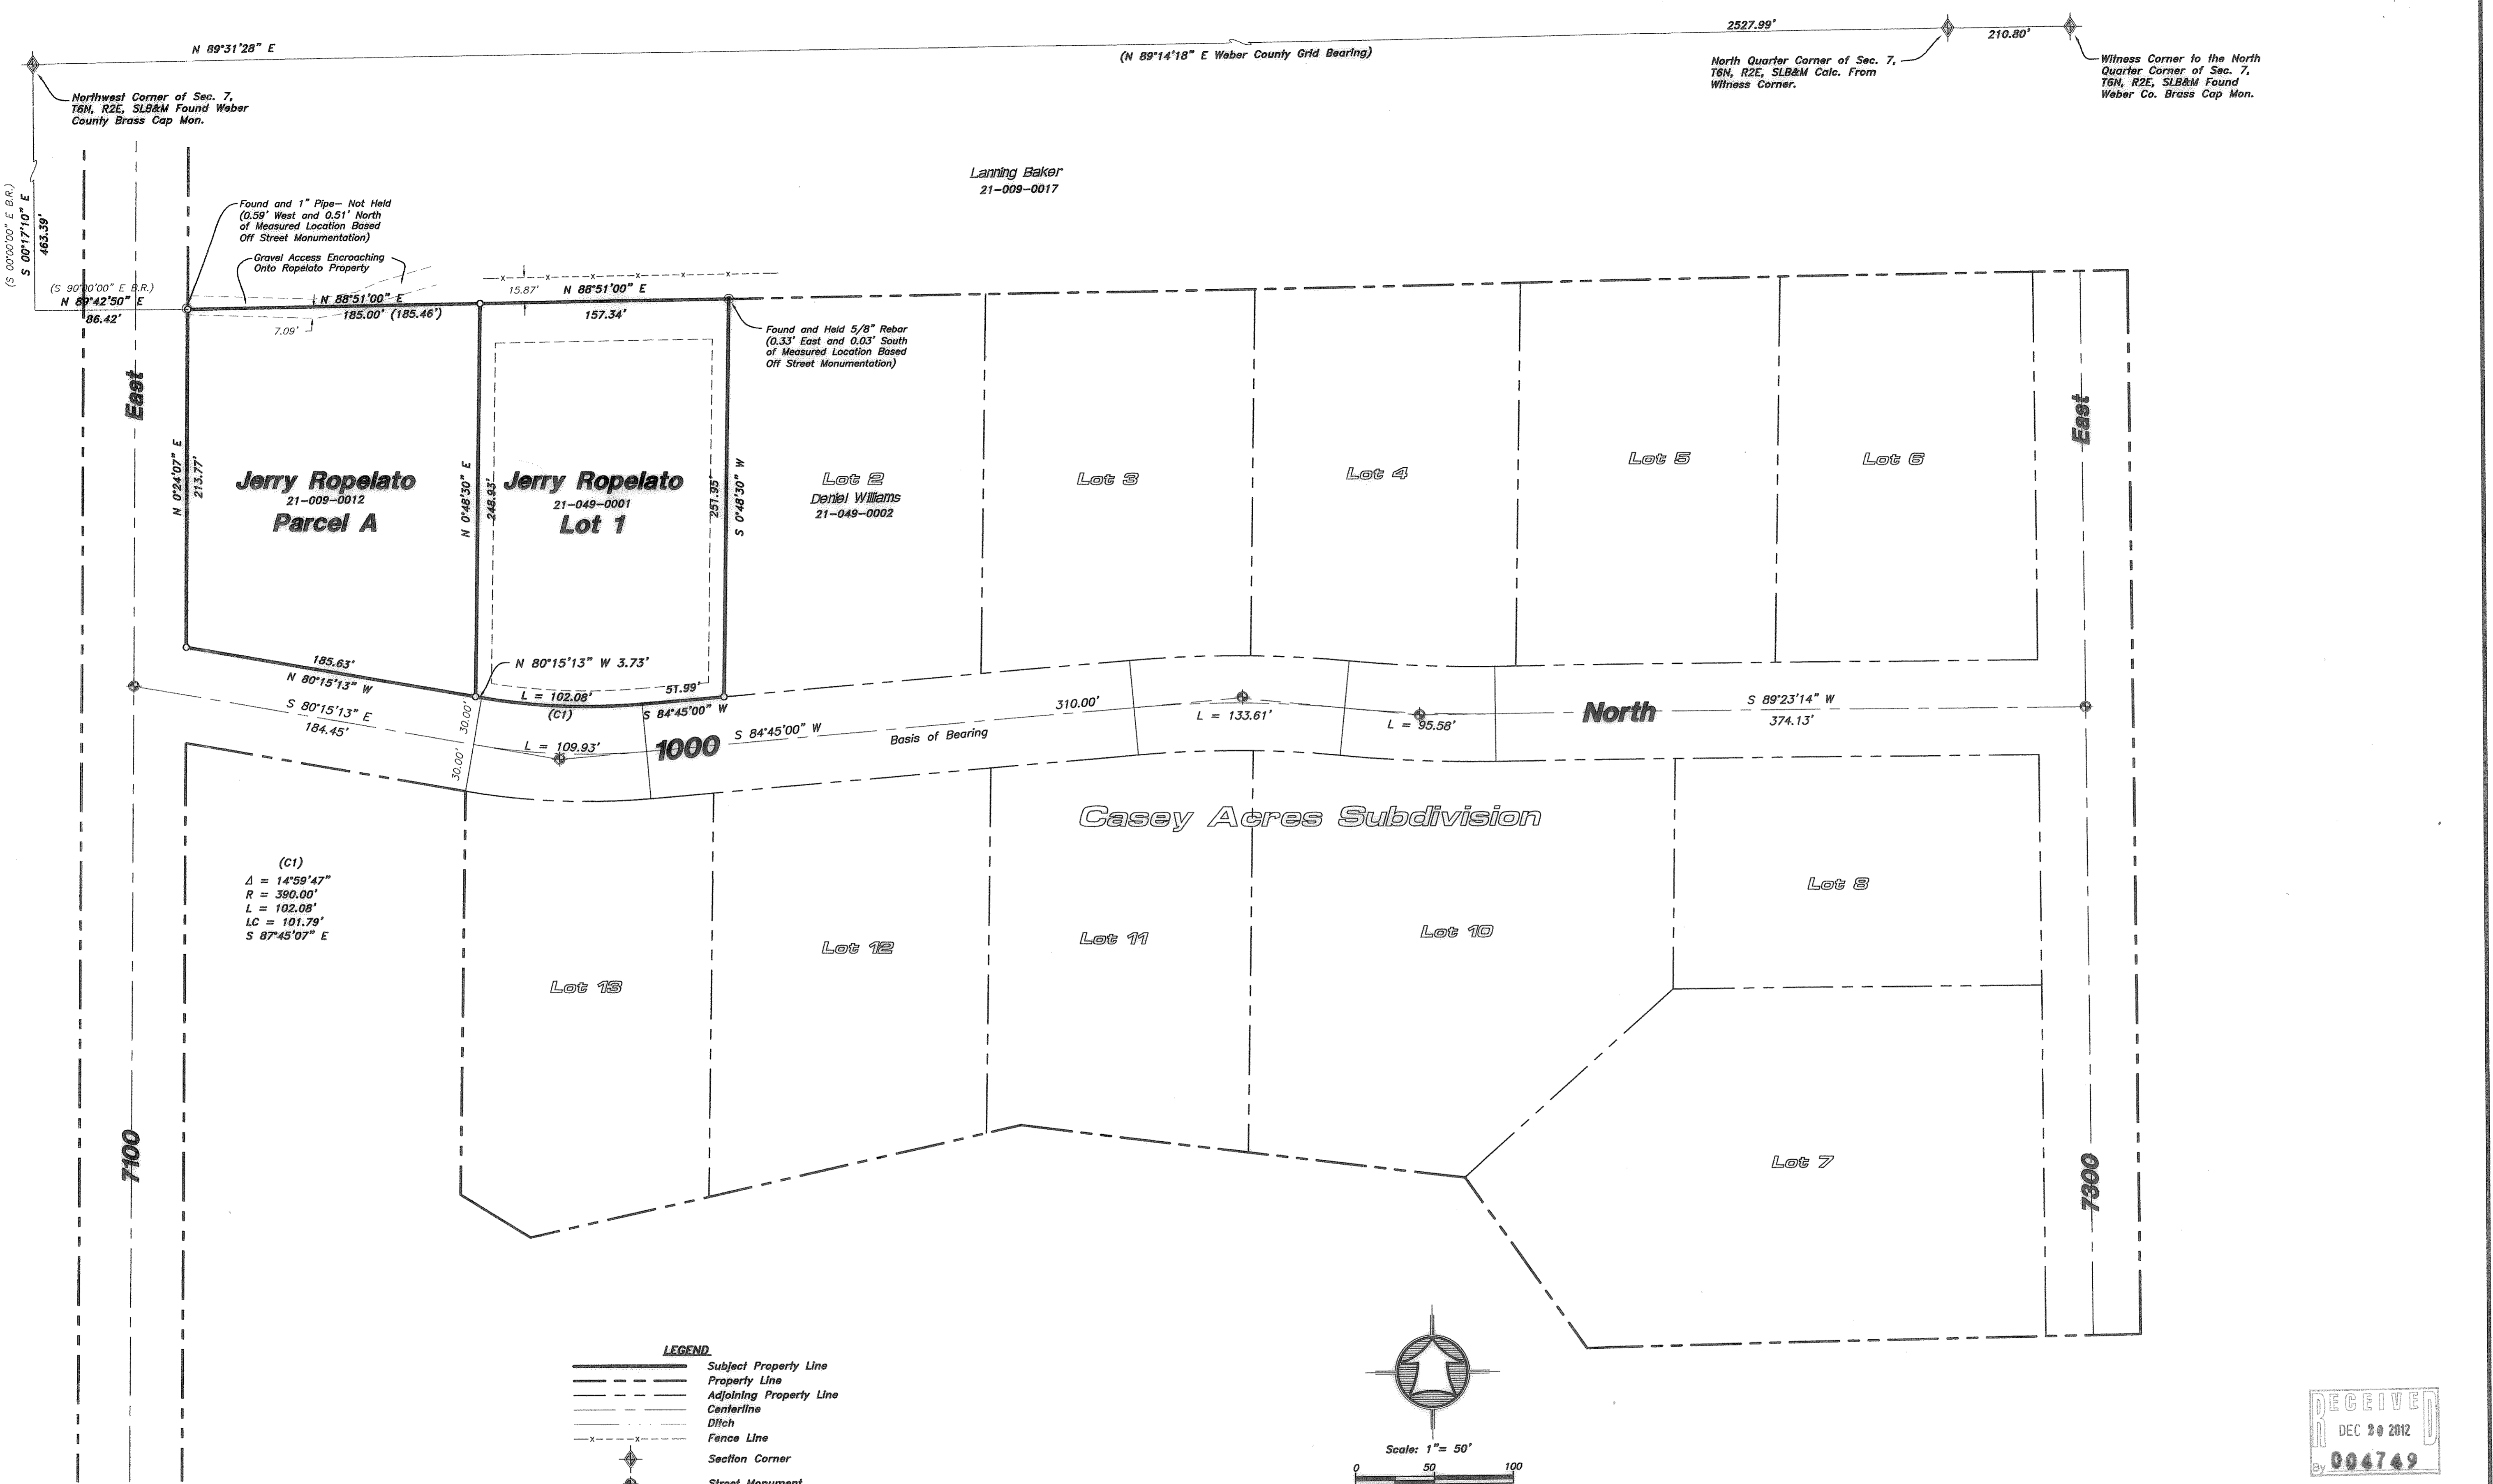 N 89°31'28" E
2527.99'
(N 89°14'18" E Weber County Grid Bearing)
210.80'
Northwest Corner of Sec. 7,
T6N, R2E, SLB&M Found Weber
County Brass Cap Mon.
North Quarter Corner of Sec. 7,
T6N, R2E, SLB&M Calc. From
Witness Corner.
Witness Corner to the North
Quarter Corner of Sec. 7,
T6N, R2E, SLB&M Found
Weber Co. Brass Cap Mon.
Lanning Baker
21-009-0017
(S 00°00'00" E B.R.)
S 00°17'10" E
463.39'
Found and 1" Pipe- Not Held
(0.59' West and 0.51' North
of Measured Location Based
Off Street Monumentation)
Gravel Access Encroaching
Onto Ropelato Property
(S 90°00'00" E B.R.)
N 89°42'50" E
86.42'
N 88°51'00" E
185.00' (185.46')
7.09'
15.87'
N 88°51'00" E
157.34'
Found and Held 5/8" Rebar
(0.33' East and 0.03' South
of Measured Location Based
Off Street Monumentation)
East
N 0°24'07" E
213.77'
Jerry Ropelato
21-009-0012
Parcel A
N 0°48'30" E
248.93'
Jerry Ropelato
21-049-0001
Lot 1
251.95'
S 0°48'30" W
Lot 2
Deniel Williams
21-049-0002
Lot 3
Lot 4
Lot 5
Lot 6
East
185.63'
N 80°15'13" W
N 80°15'13" W 3.73'
L = 102.08'
(C1)
51.99'
S 84°45'00" W
S 80°15'13" E
184.45'
30.00'
30.00'
L = 109.93'
1000
S 84°45'00" W
Basis of Bearing
310.00'
L = 133.61'
L = 95.58'
North
S 89°23'14" W
374.13'
Casey Acres Subdivision
(C1)
Δ = 14°59'47"
R = 390.00'
L = 102.08'
LC = 101.79'
S 87°45'07" E
Lot 13
Lot 12
Lot 11
Lot 10
Lot 8
Lot 7
7100
7300
LEGEND
Subject Property Line
Property Line
Adjoining Property Line
Centerline
Ditch
Fence Line
x x
Section Corner
Street Monument
Scale: 1"= 50'
0 50 100
RECEIVED
DEC 20 2012
By 004749